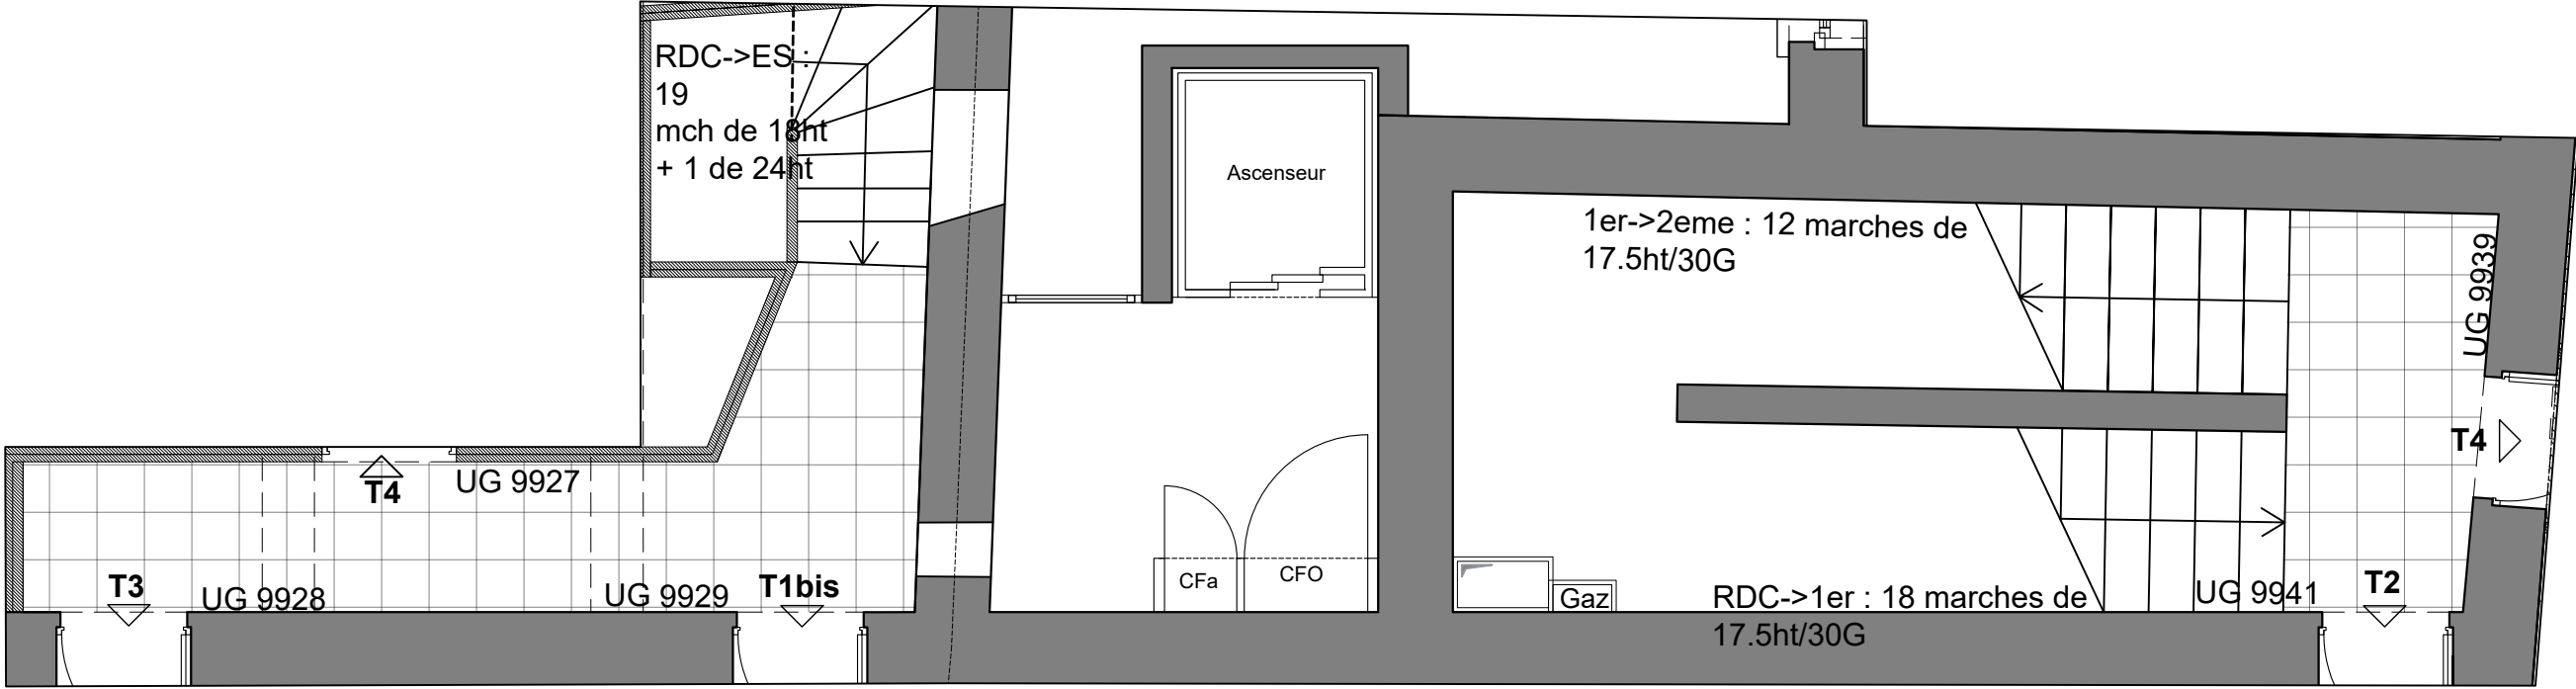 RDC->ES :
19
mch de 18ht
+ 1 de 24ht
Ascenseur
1er->2eme : 12 marches de
17.5ht/30G
UG 9939
T4
T4
UG 9927
T3
UG 9928
UG 9929
T1bis
CFa
CFO
Gaz
RDC->1er : 18 marches de
17.5ht/30G
UG 9941
T2